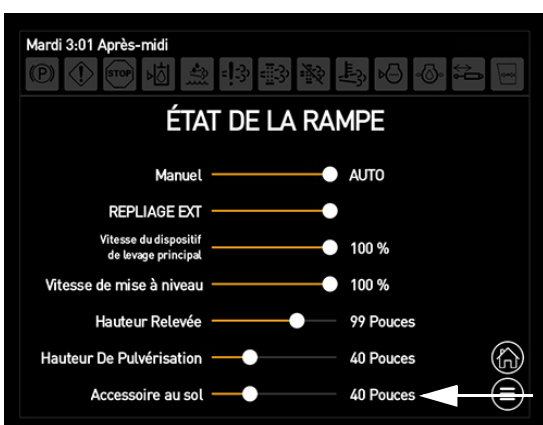 Mardi 3:01 Après-midi
(P) STOP
ÉTAT DE LA RAMPE
Manuel AUTO
REPLIAGE EXT
Vitesse du dispositif
de levage principal 100 %
Vitesse de mise à niveau 100 %
Hauteur Relevée 99 Pouces
Hauteur De Pulvérisation 40 Pouces
Accessoire au sol 40 Pouces